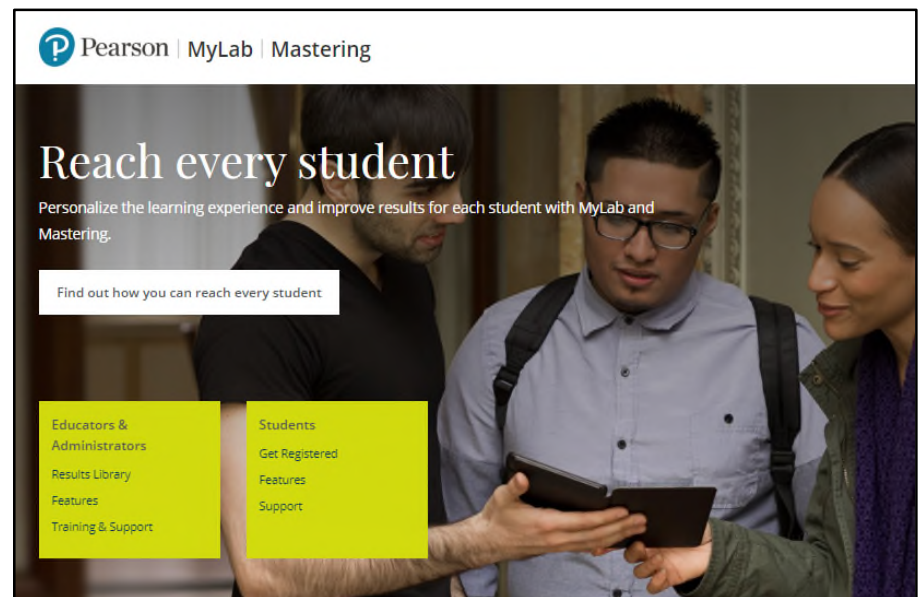 Pearson | MyLab | Mastering
Reach every student
Personalize the learning experience and improve results for each student with MyLab and
Mastering.
Find out how you can reach every student
Educators &
Administrators
Results Library
Features
Training & Support
Students
Get Registered
Features
Support